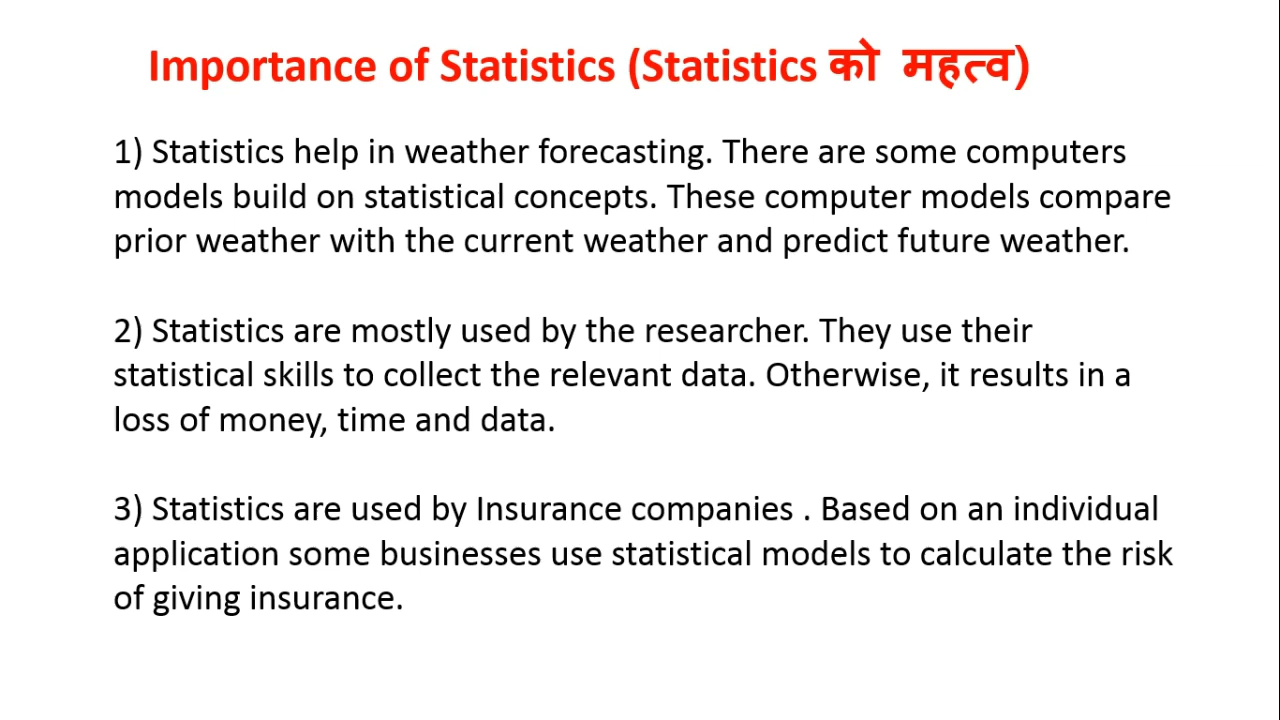 Importance of Statistics (Statistics को महत्व)
1) Statistics help in weather forecasting. There are some computers
models build on statistical concepts. These computer models compare
prior weather with the current weather and predict future weather.
2) Statistics are mostly used by the researcher. They use their
statistical skills to collect the relevant data. Otherwise, it results in a
loss of money, time and data.
3) Statistics are used by Insurance companies . Based on an individual
application some businesses use statistical models to calculate the risk
of giving insurance.